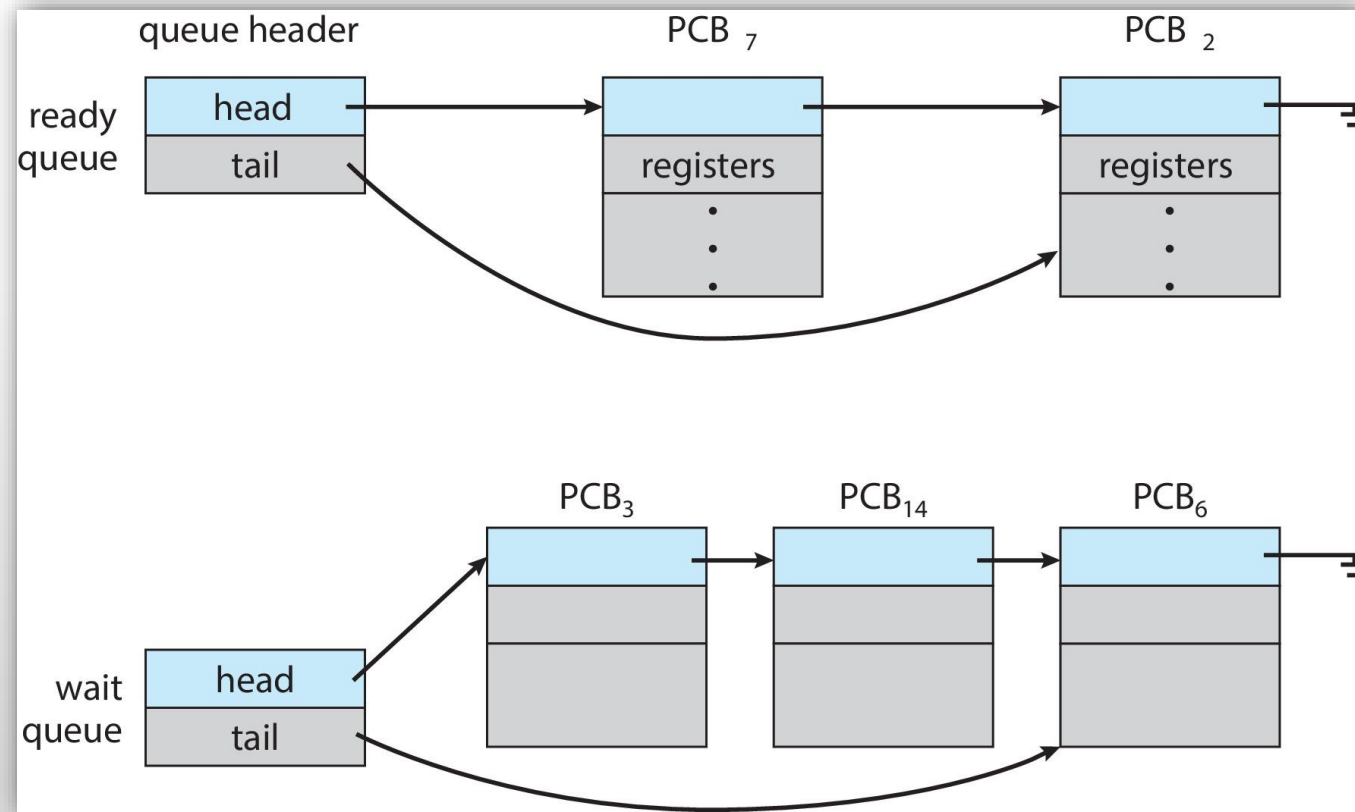 queue header
PCB 7
PCB 2
ready
queue
head
tail
registers
registers
PCB3
PCB14
PCB6
wait
queue
head
tail